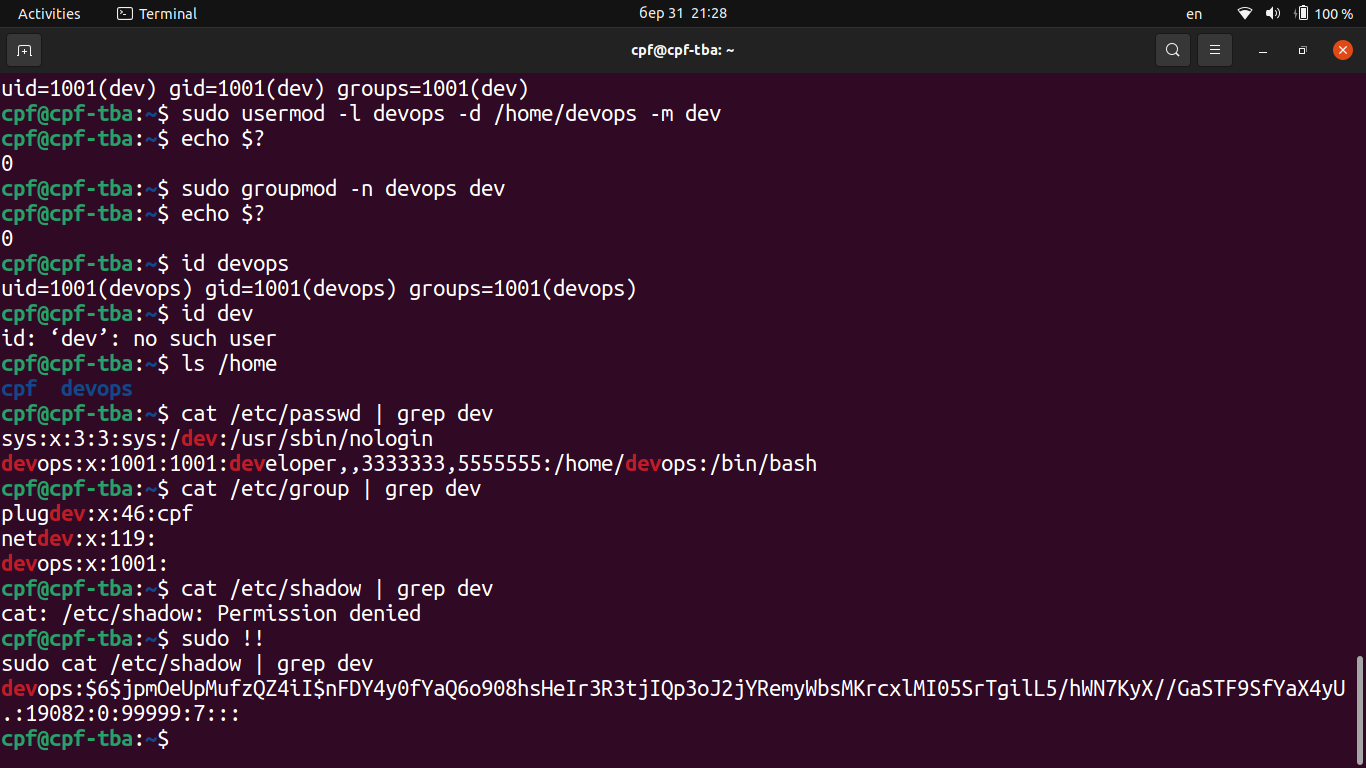 Activities Terminal бер 31 21:28 en 100 %
cpf@cpf-tba: ~
uid=1001(dev) gid=1001(dev) groups=1001(dev)
cpf@cpf-tba:~$ sudo usermod -l devops -d /home/devops -m dev
cpf@cpf-tba:~$ echo $?
0
cpf@cpf-tba:~$ sudo groupmod -n devops dev
cpf@cpf-tba:~$ echo $?
0
cpf@cpf-tba:~$ id devops
uid=1001(devops) gid=1001(devops) groups=1001(devops)
cpf@cpf-tba:~$ id dev
id: ‘dev’: no such user
cpf@cpf-tba:~$ ls /home
cpf  devops
cpf@cpf-tba:~$ cat /etc/passwd | grep dev
sys:x:3:3:sys:/dev:/usr/sbin/nologin
devops:x:1001:1001:developer,,3333333,5555555:/home/devops:/bin/bash
cpf@cpf-tba:~$ cat /etc/group | grep dev
plugdev:x:46:cpf
netdev:x:119:
devops:x:1001:
cpf@cpf-tba:~$ cat /etc/shadow | grep dev
cat: /etc/shadow: Permission denied
cpf@cpf-tba:~$ sudo !!
sudo cat /etc/shadow | grep dev
devops:$6$jpmOeUpMufzQZ4iI$nFDY4y0fYaQ6o908hsHeIr3R3tjIQp3oJ2jYRemyWbsMKrcxlMI05SrTgilL5/hWN7KyX//GaSTF9SfYaX4yU
.:19082:0:99999:7:::
cpf@cpf-tba:~$